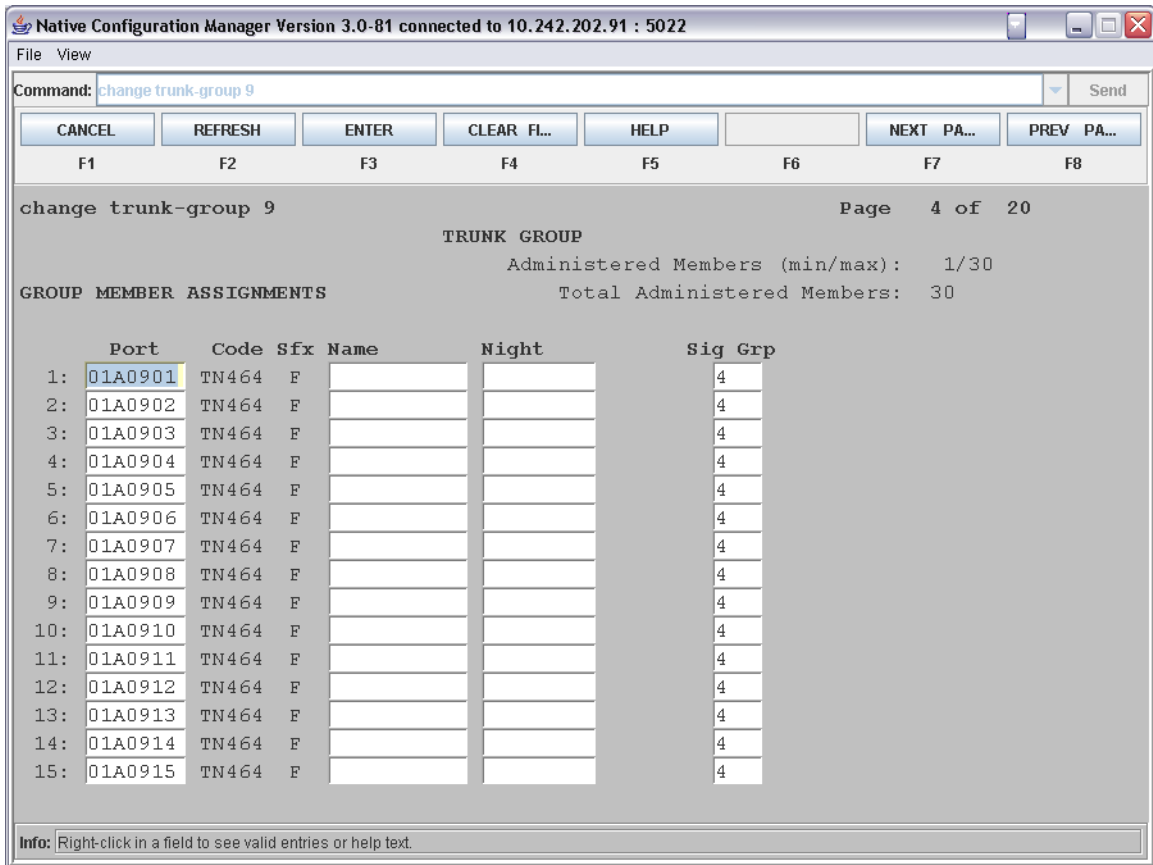 Native Configuration Manager Version 3.0-81 connected to 10.242.202.91 : 5022
File View
Command: change trunk-group 9 Send
CANCEL REFRESH ENTER CLEAR FI... HELP NEXT PA... PREV PA...
F1 F2 F3 F4 F5 F6 F7 F8
change trunk-group 9 Page 4 of 20
TRUNK GROUP
Administered Members (min/max): 1/30
GROUP MEMBER ASSIGNMENTS Total Administered Members: 30
Port Code Sfx Name Night Sig Grp
1: 01A0901 TN464 F 4
2: 01A0902 TN464 F 4
3: 01A0903 TN464 F 4
4: 01A0904 TN464 F 4
5: 01A0905 TN464 F 4
6: 01A0906 TN464 F 4
7: 01A0907 TN464 F 4
8: 01A0908 TN464 F 4
9: 01A0909 TN464 F 4
10: 01A0910 TN464 F 4
11: 01A0911 TN464 F 4
12: 01A0912 TN464 F 4
13: 01A0913 TN464 F 4
14: 01A0914 TN464 F 4
15: 01A0915 TN464 F 4
Info: Right-click in a field to see valid entries or help text.